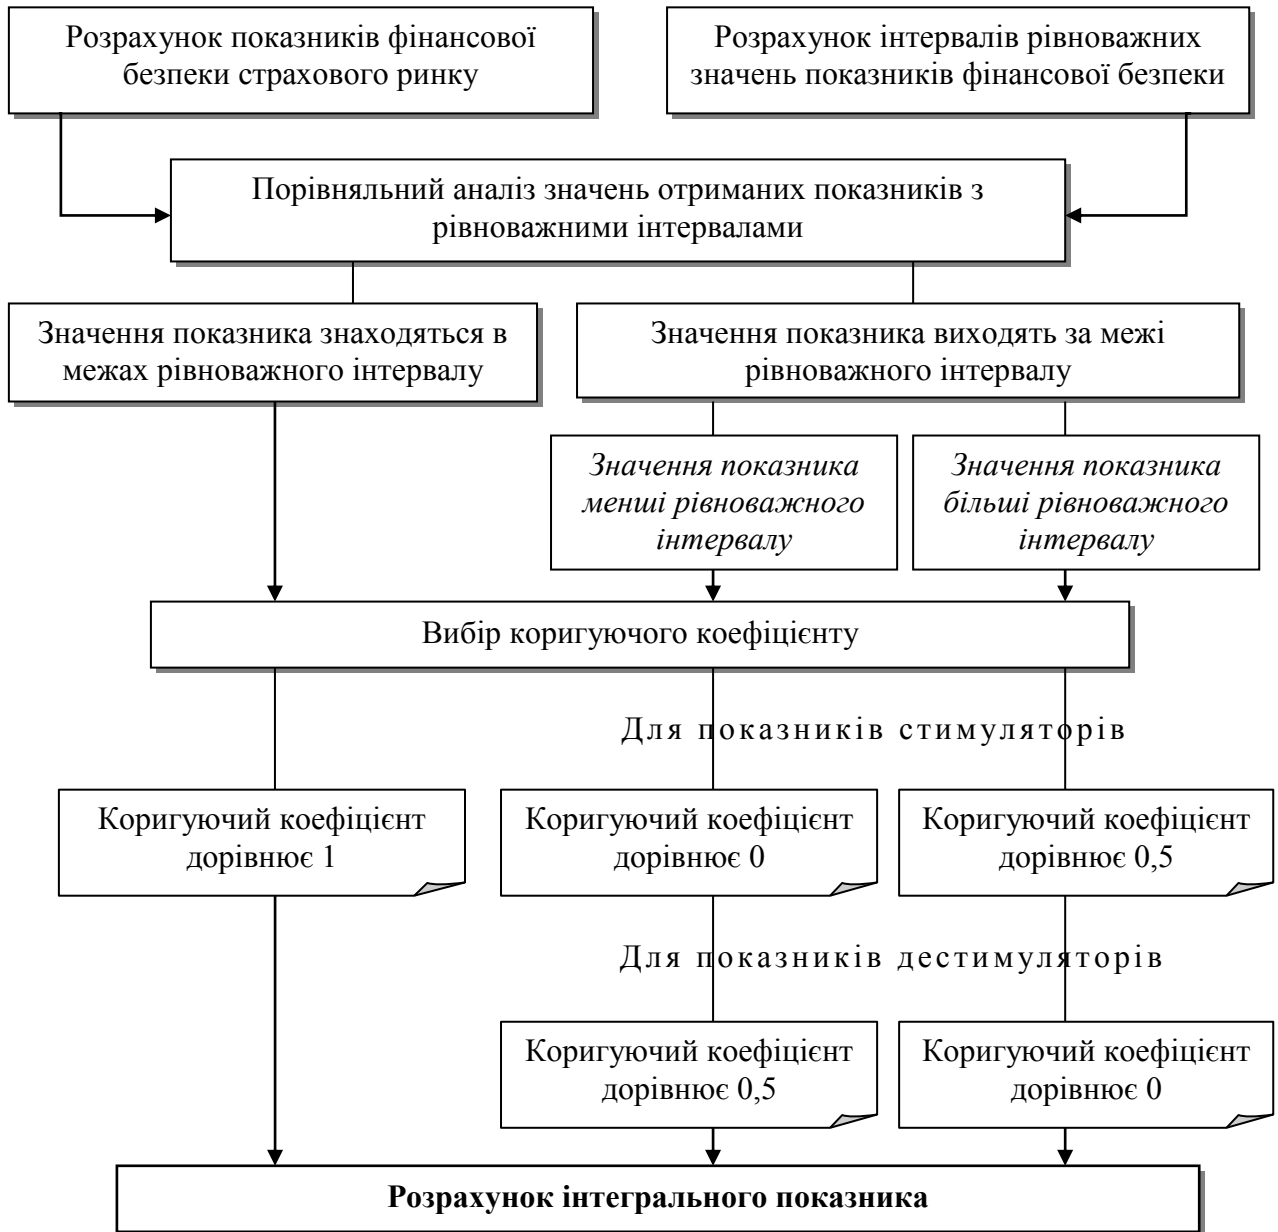 Розрахунок показників фінансової
безпеки страхового ринку
Розрахунок інтервалів рівноважних
значень показників фінансової безпеки
Порівняльний аналіз значень отриманих показників з
рівноважними інтервалами
Значення показника знаходяться в
межах рівноважного інтервалу
Значення показника виходять за межі
рівноважного інтервалу
Значення показника
менші рівноважного
інтервалу
Значення показника
більші рівноважного
інтервалу
Вибір коригуючого коефіцієнту
Для показників стимуляторів
Коригуючий коефіцієнт
дорівнює 1
Коригуючий коефіцієнт
дорівнює 0
Коригуючий коефіцієнт
дорівнює 0,5
Для показників дестимуляторів
Коригуючий коефіцієнт
дорівнює 0,5
Коригуючий коефіцієнт
дорівнює 0
Розрахунок інтегрального показника